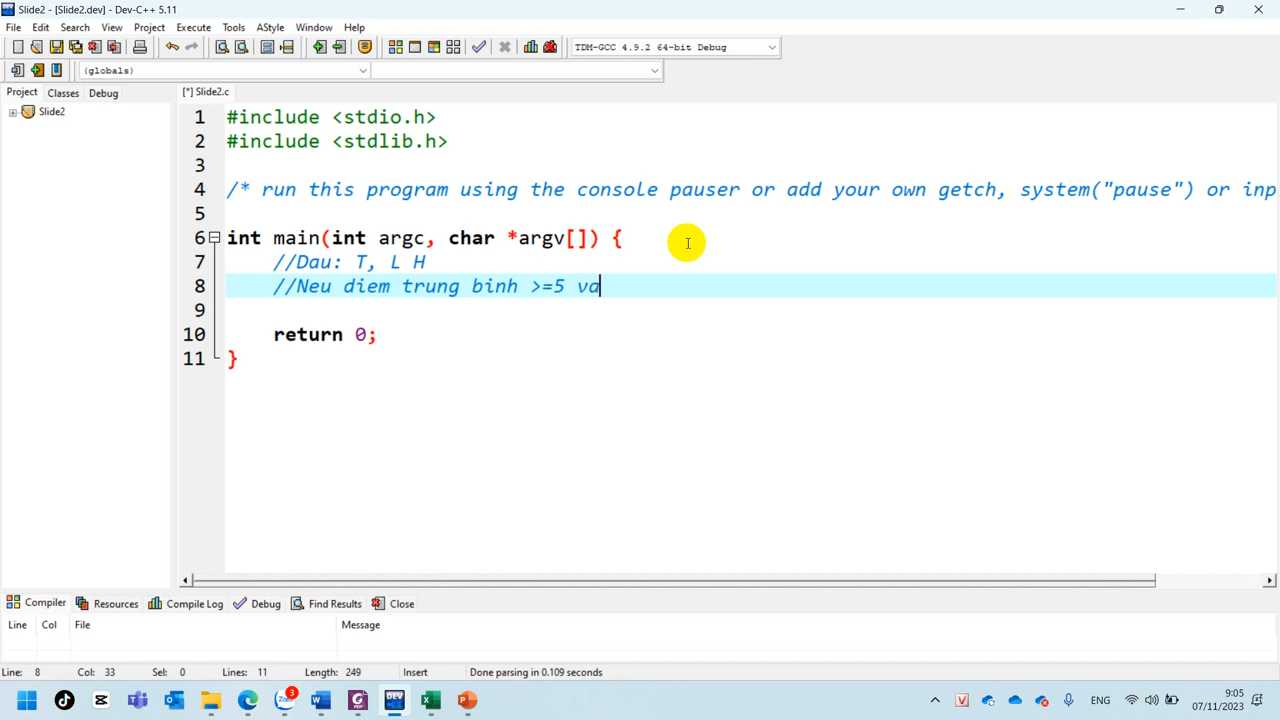 Slide2 - [Slide2.dev] - Dev-C++ 5.11
File Edit Search View Project Execute Tools AStyle Window Help
TDM-GCC 4.9.2 64-bit Debug
(globals)
Project Classes Debug
[*] Slide2.c
Slide2
1 #include <stdio.h>
2 #include <stdlib.h>
3
4 /* run this program using the console pauser or add your own getch, system("pause") or inp
5
6 int main(int argc, char *argv[]) {
7 //Dau: T, L H
8 //Neu diem trung binh >=5 va
9
10 return 0;
11 }
Compiler Resources Compile Log Debug Find Results Close
Line Col File Message
Line: 8 Col: 33 Sel: 0 Lines: 11 Length: 249 Insert Done parsing in 0.109 seconds
Zalo 3 DEV ENG 9:05
07/11/2023